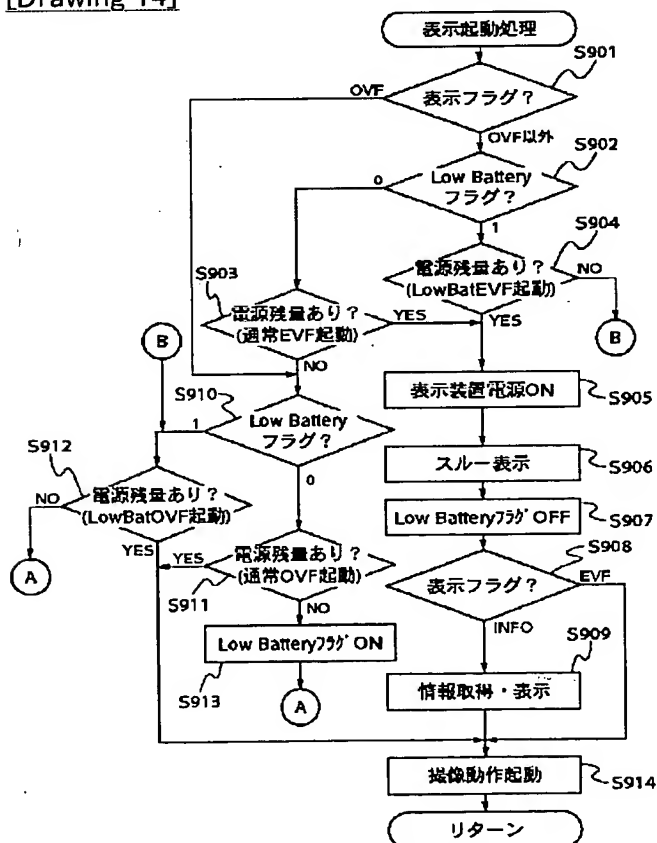 [Drawing 14]
表示起動処理
S901
OVF
表示フラグ？
OVF以外
S902
0
Low Battery
フラグ？
1
S904
電源残量あり？
(LowBatEVF起動)
NO
B
YES
S903
電源残量あり？
(通常EVF起動)
YES
NO
B
表示装置電源ON
S905
S910
1
Low Battery
フラグ？
0
スルー表示
S906
S912
NO
電源残量あり？
(LowBatOVF起動)
YES
A
Low Batteryフラグ OFF
S907
S908
表示フラグ？
EVF
INFO
YES
電源残量あり？
(通常OVF起動)
S911
NO
Low Batteryフラグ ON
S913
A
S909
情報取得・表示
撮像動作起動
S914
リターン